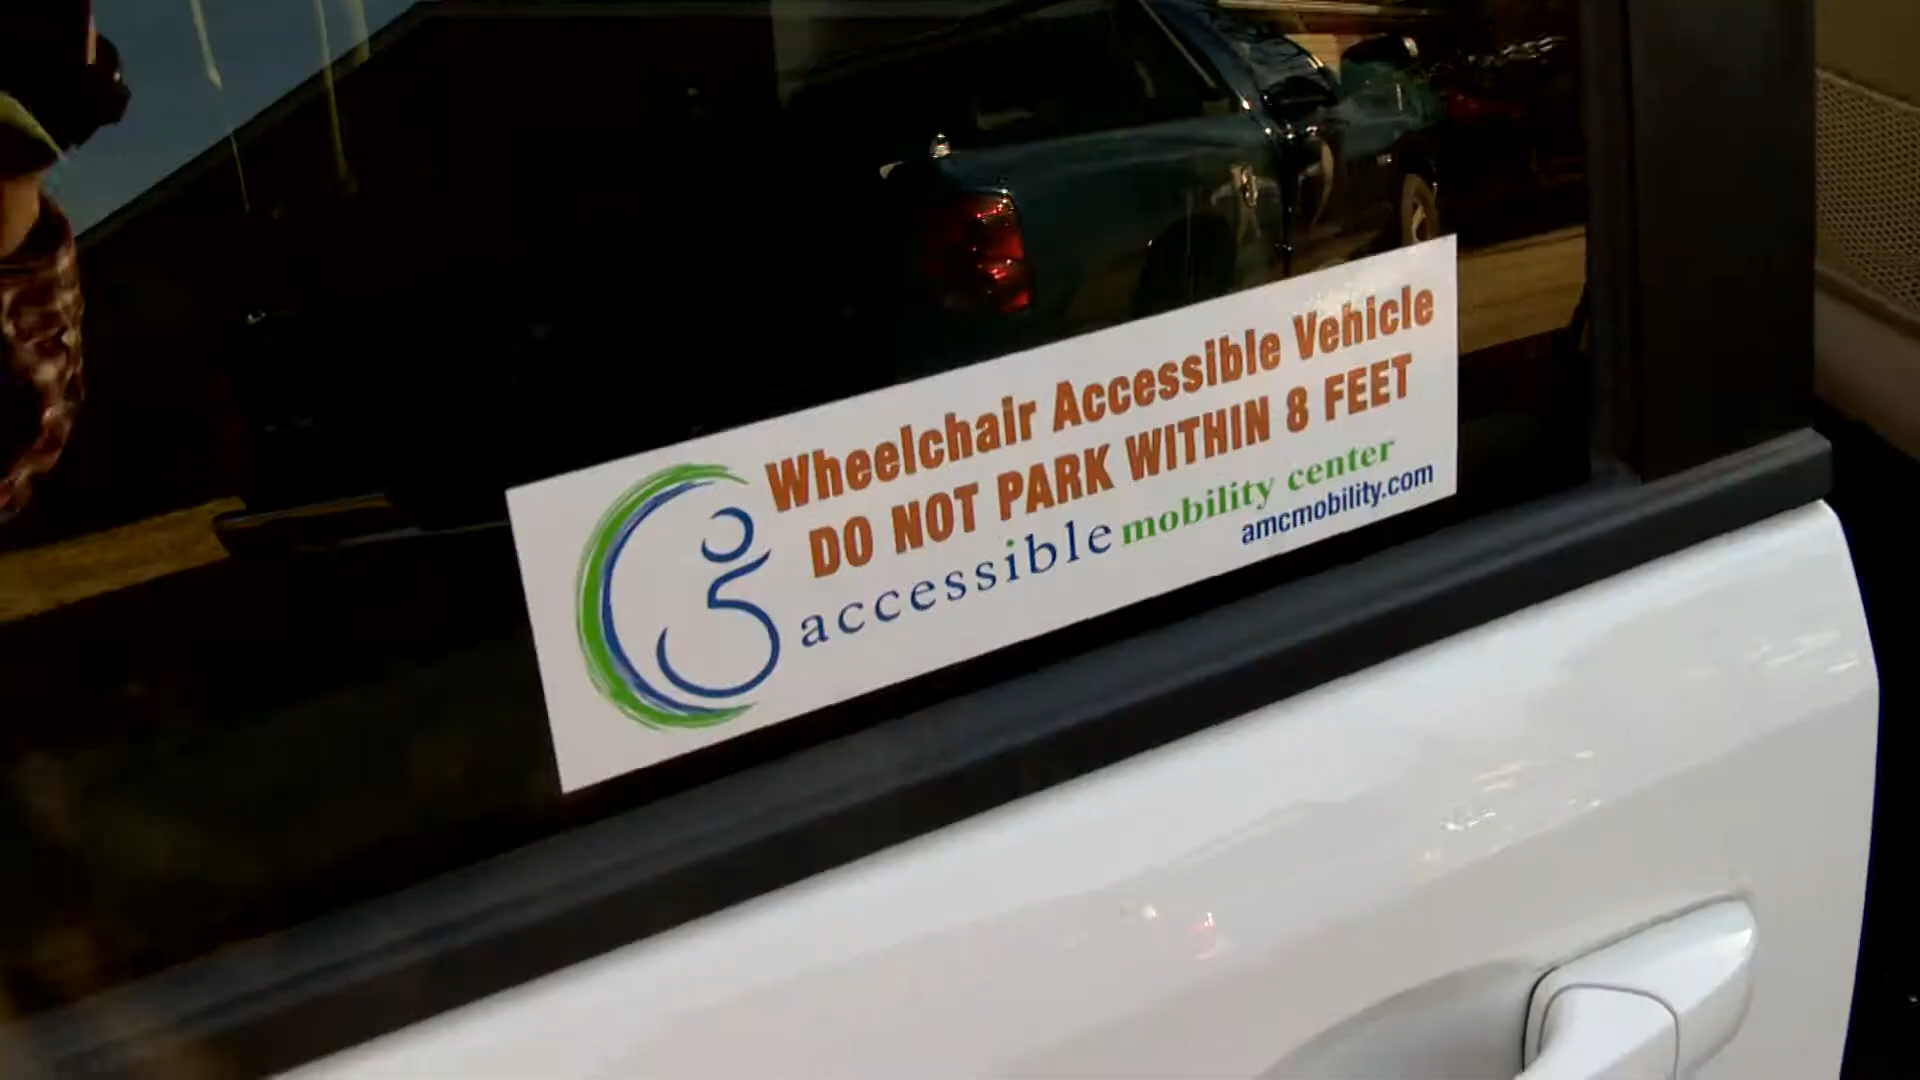 Wheelchair Accessible Vehicle
DO NOT PARK WITHIN 8 FEET
accessible mobility center
amcmobility.com